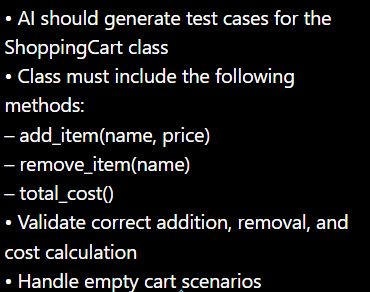 • AI should generate test cases for the
ShoppingCart class
• Class must include the following
methods:
– add_item(name, price)
– remove_item(name)
– total_cost()
• Validate correct addition, removal, and
cost calculation
• Handle empty cart scenarios